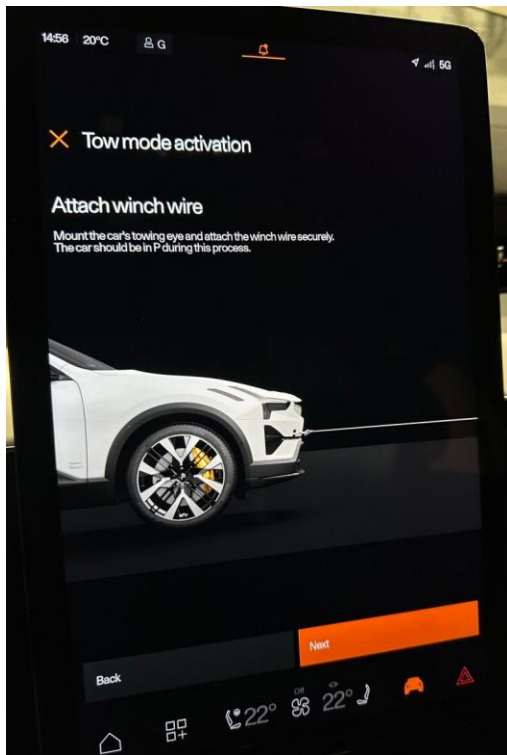 14:56 20°C G 5G
Tow mode activation
Attach winch wire
Mount the car's towing eye and attach the winch wire securely.
The car should be in P during this process.
Back Next
22° Off 22°